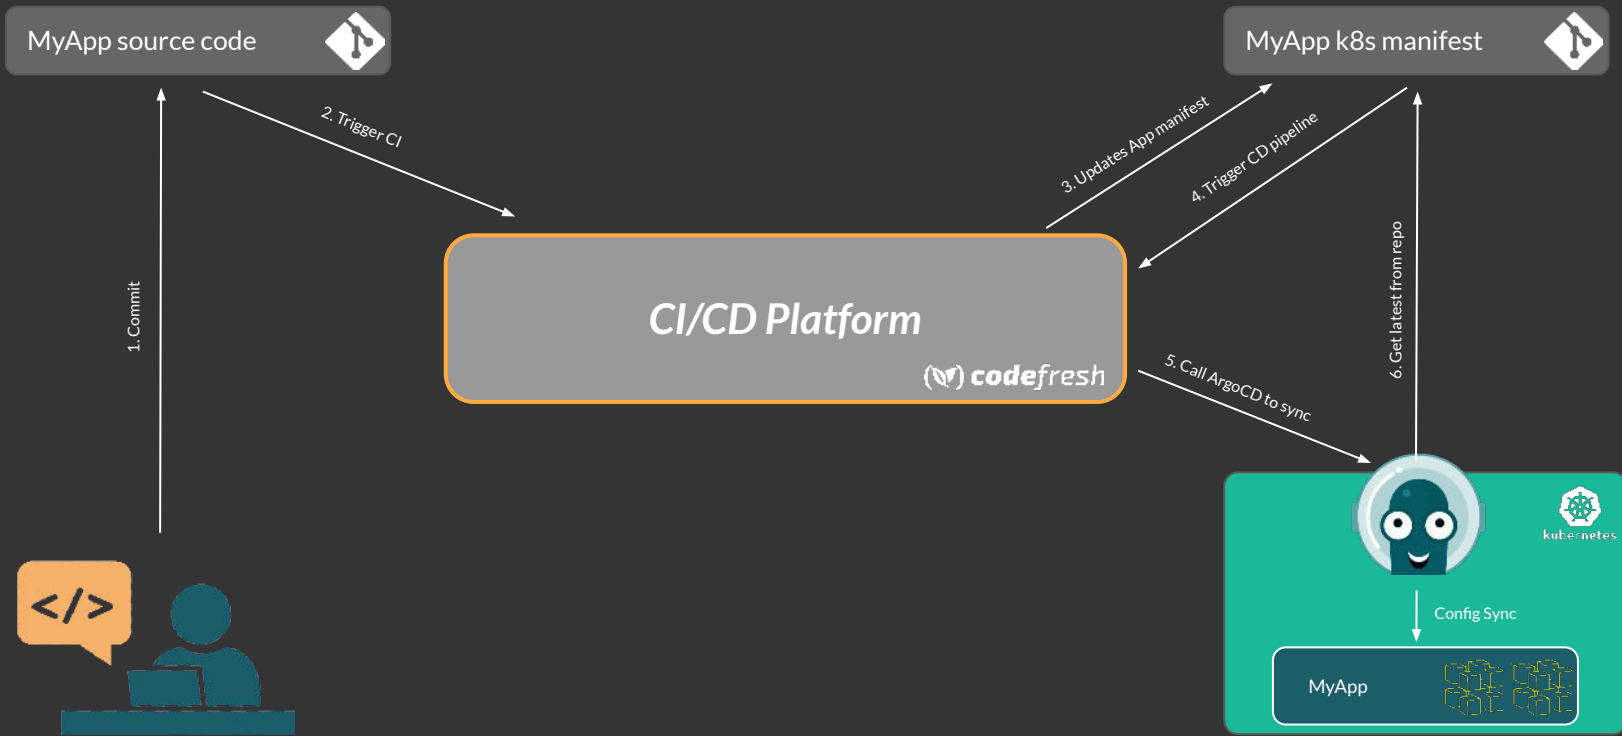 MyApp source code
MyApp k8s manifest
2. Trigger CI
3. Updates App manifest
4. Trigger CD pipeline
1. Commit
6. Get latest from repo
CI/CD Platform
codefresh
5. Call ArgoCD to sync
kubernetes
</>
Config Sync
MyApp